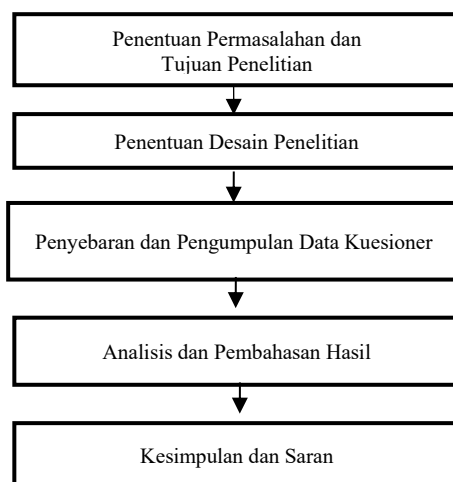 Penentuan Permasalahan dan
Tujuan Penelitian
Penentuan Desain Penelitian
Penyebaran dan Pengumpulan Data Kuesioner
Analisis dan Pembahasan Hasil
Kesimpulan dan Saran